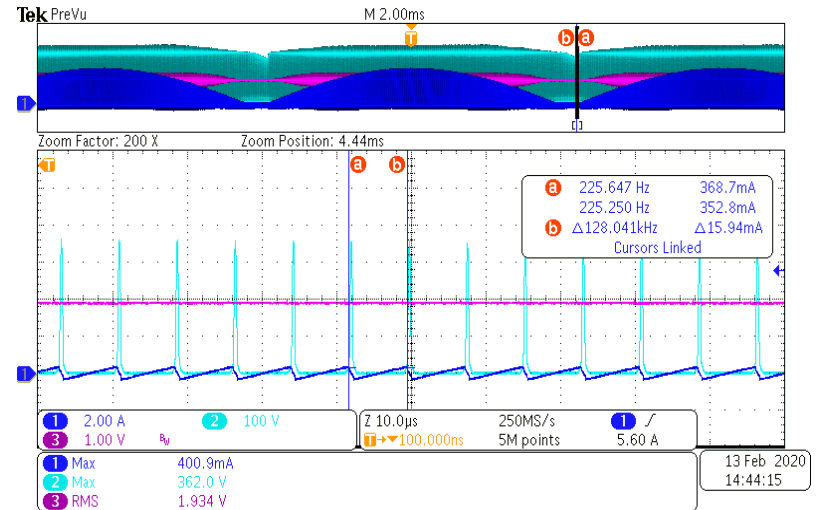 Tek PreVu M 2.00ms
b a
T
1
Zoom Factor: 200 X Zoom Position: 4.44ms
T a b
a 225.647 Hz 368.7mA
225.250 Hz 352.8mA
b Δ128.041kHz Δ15.94mA
Cursors Linked
1
1 2.00 A 2 100 V Z 10.0µs 250MS/s 1 ∕
3 1.00 V Bw T→▼100.000ns 5M points 5.60 A
1 Max 400.9mA 13 Feb 2020
2 Max 362.0 V 14:44:15
3 RMS 1.934 V